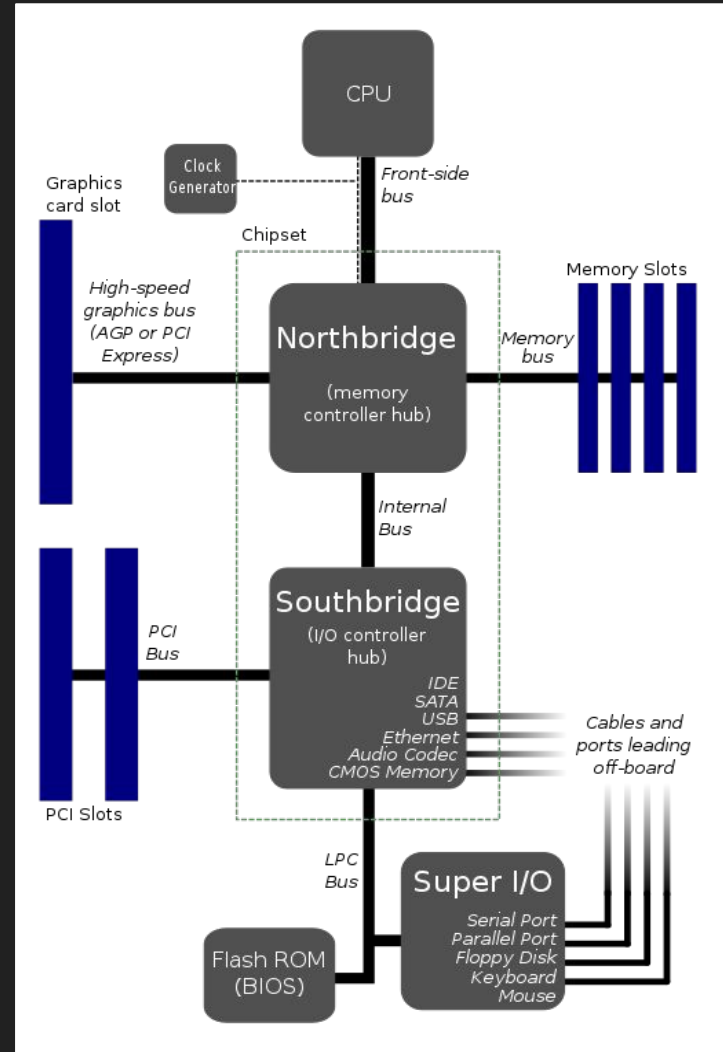 CPU
Clock
Generator
Front-side
bus
Graphics
card slot
Chipset
High-speed
graphics bus
(AGP or PCI
Express)
Northbridge
(memory
controller hub)
Memory Slots
Memory
bus
Internal
Bus
Southbridge
(I/O controller
hub)
PCI
Bus
IDE
SATA
USB
Ethernet
Audio Codec
CMOS Memory
Cables and
ports leading
off-board
PCI Slots
LPC
Bus
Super I/O
Serial Port
Parallel Port
Floppy Disk
Keyboard
Mouse
Flash ROM
(BIOS)